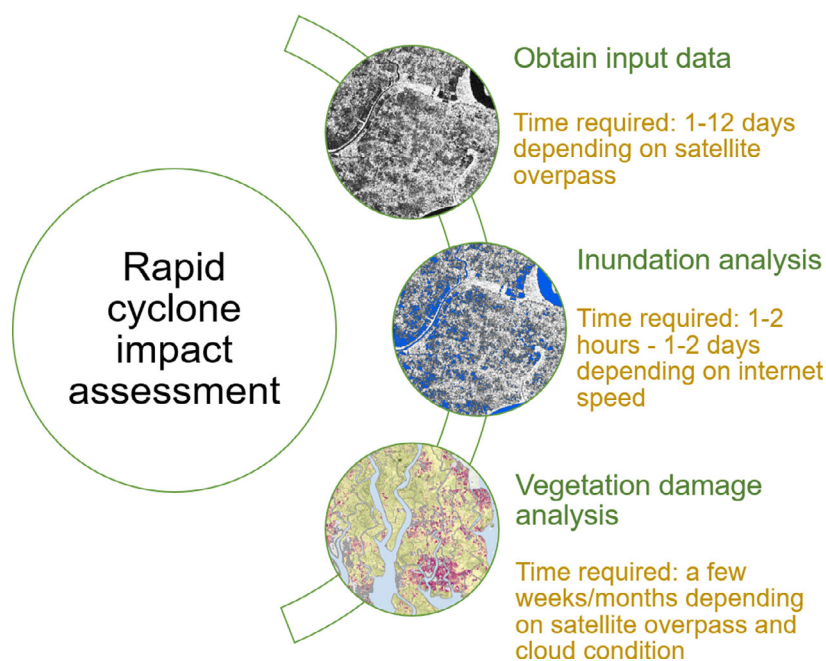 Obtain input data
Time required: 1-12 days
depending on satellite
overpass
Rapid
cyclone
impact
assessment
Inundation analysis
Time required: 1-2
hours - 1-2 days
depending on internet
speed
Vegetation damage
analysis
Time required: a few
weeks/months depending
on satellite overpass and
cloud condition